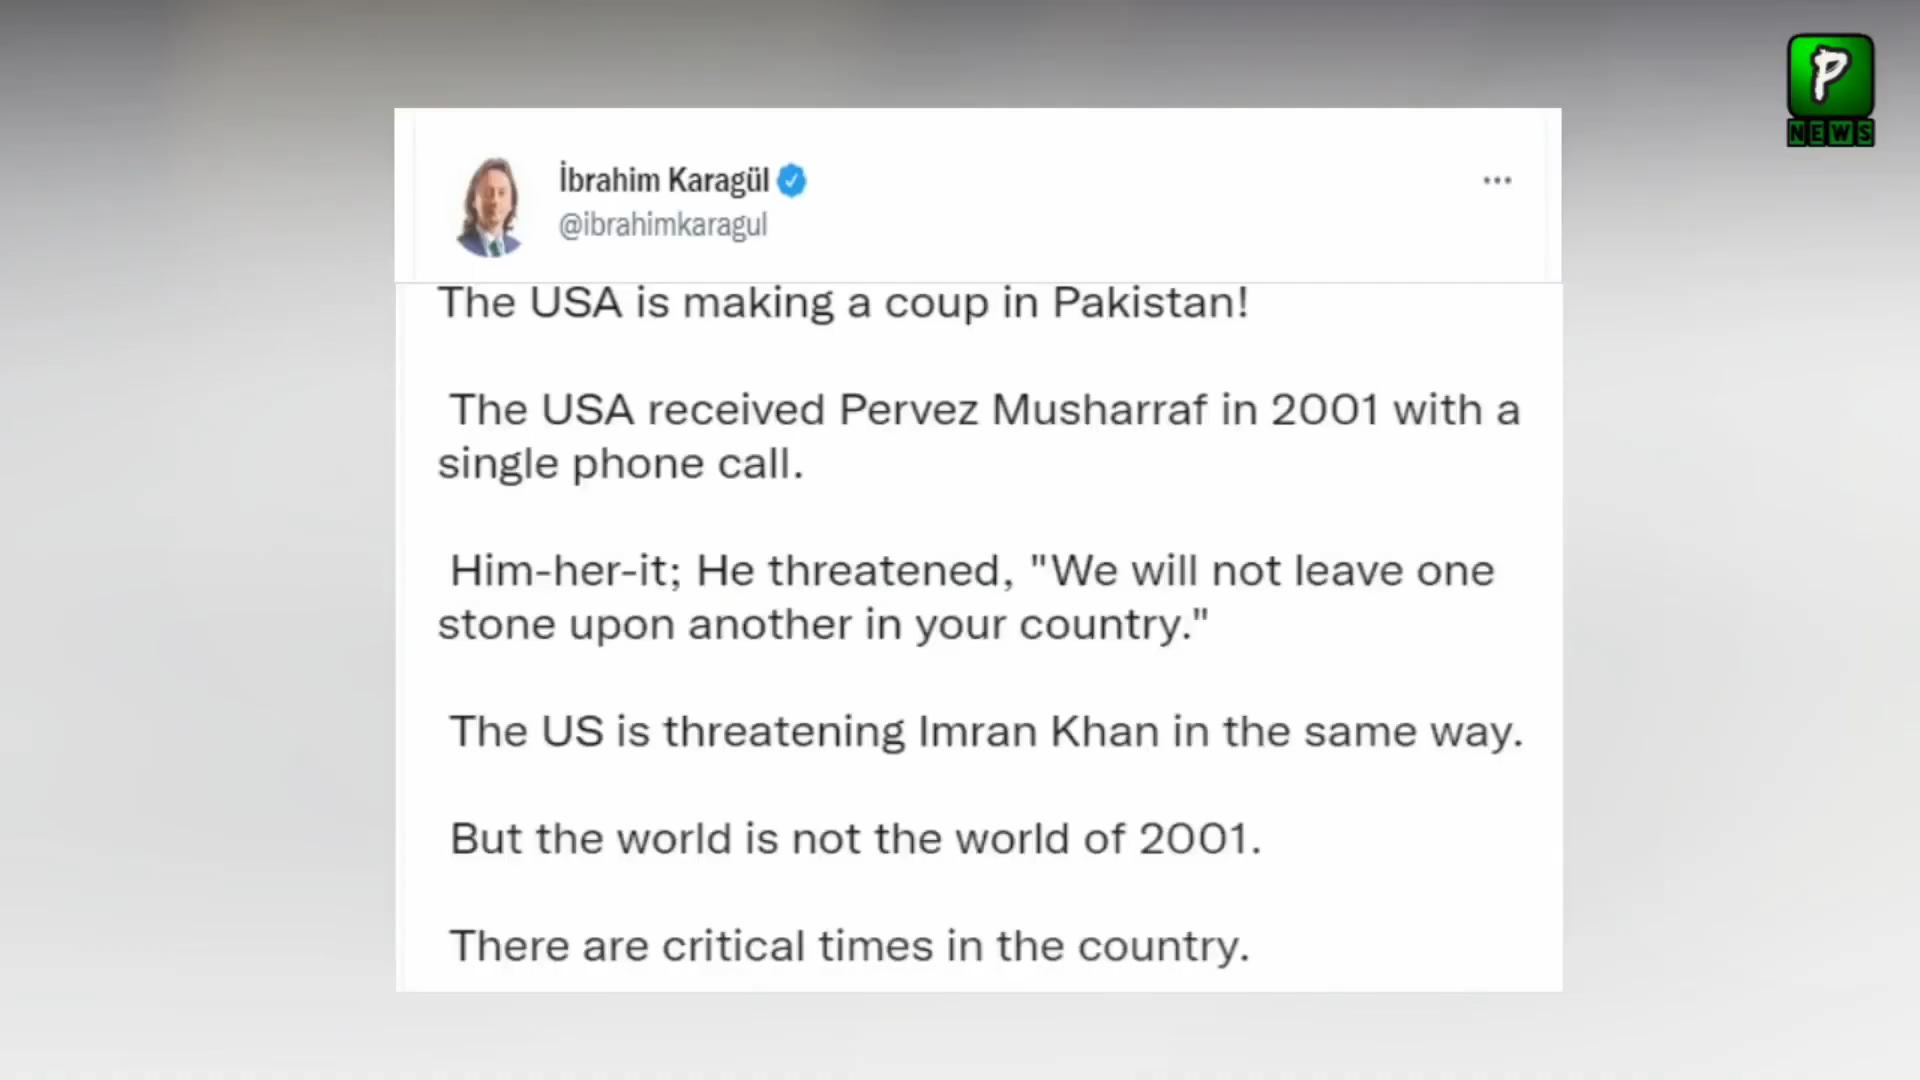 P
NEWS
İbrahim Karagül
@ibrahimkaragul
The USA is making a coup in Pakistan!
The USA received Pervez Musharraf in 2001 with a
single phone call.
Him-her-it; He threatened, "We will not leave one
stone upon another in your country."
The US is threatening Imran Khan in the same way.
But the world is not the world of 2001.
There are critical times in the country.